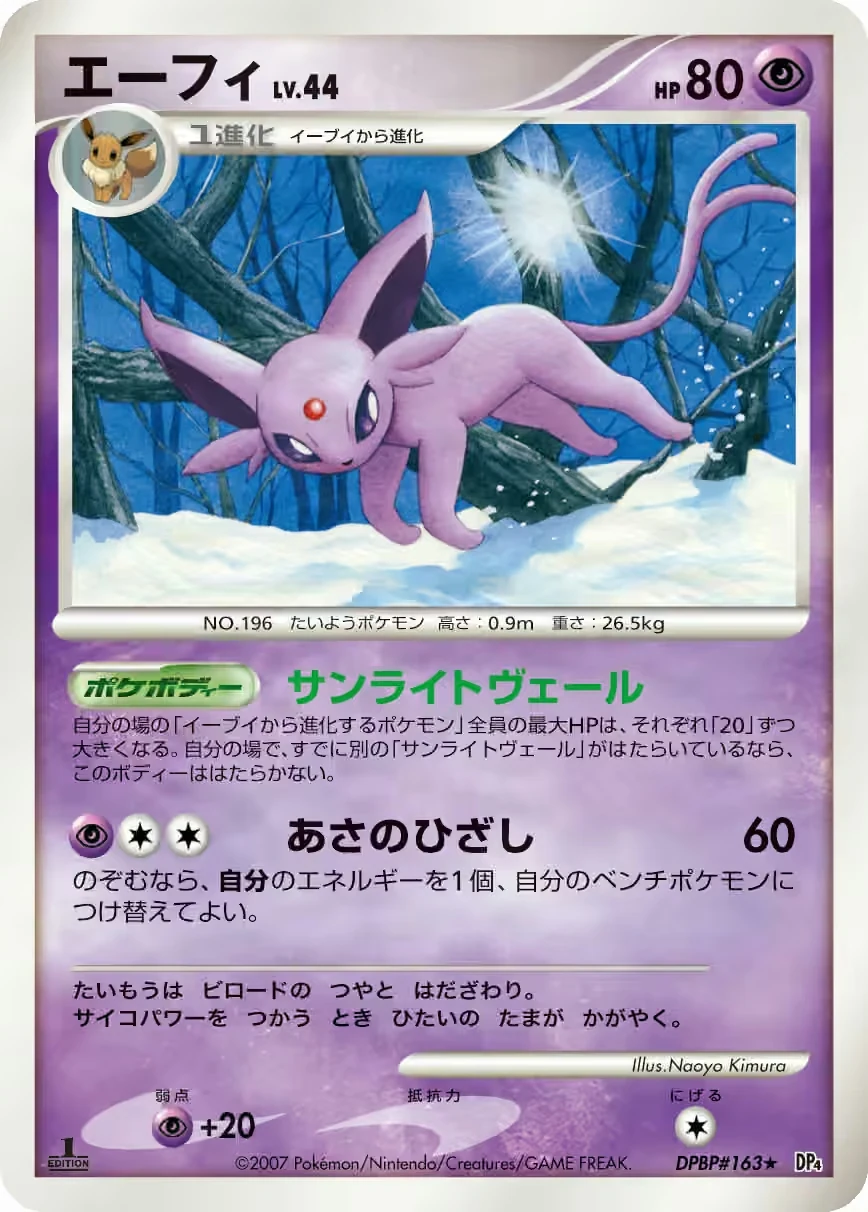 エーフィ LV.44
HP 80
1進化 イーブイから進化
NO.196 たいようポケモン 高さ:0.9m 重さ:26.5kg
ポケボディー サンライトヴェール
自分の場の「イーブイから進化するポケモン」全員の最大HPは、それぞれ「20」ずつ
大きくなる。自分の場で、すでに別の「サンライトヴェール」がはたらいているなら、
このボディーははたらかない。
あさのひざし 60
のぞむなら、自分のエネルギーを1個、自分のベンチポケモンに
つけ替えてよい。
たいもうは ビロードの つやと はだざわり。
サイコパワーを つかう とき ひたいの たまが かがやく。
Illus.Naoyo Kimura
弱点 抵抗力 にげる
+20
1 EDITION
©2007 Pokémon/Nintendo/Creatures/GAME FREAK.
DPBP#163★ DP4